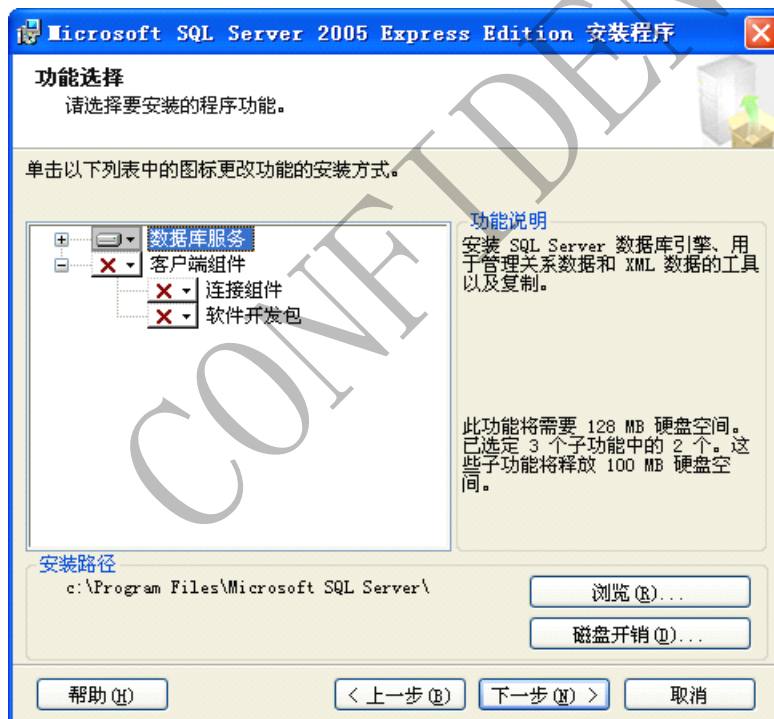 Microsoft SQL Server 2005 Express Edition 安装程序
功能选择
请选择要安装的程序功能。
单击以下列表中的图标更改功能的安装方式。
数据库服务
客户端组件
连接组件
软件开发包
功能说明
安装 SQL Server 数据库引擎、用
于管理关系数据和 XML 数据的工具
以及复制。
此功能将需要 128 MB 硬盘空间。
已选定 3 个子功能中的 2 个。这
些子功能将释放 100 MB 硬盘空
间。
安装路径
c:\Program Files\Microsoft SQL Server\
浏览(R)...
磁盘开销(D)...
帮助(H)
< 上一步(B)
下一步(N) >
取消
CONFIDEN